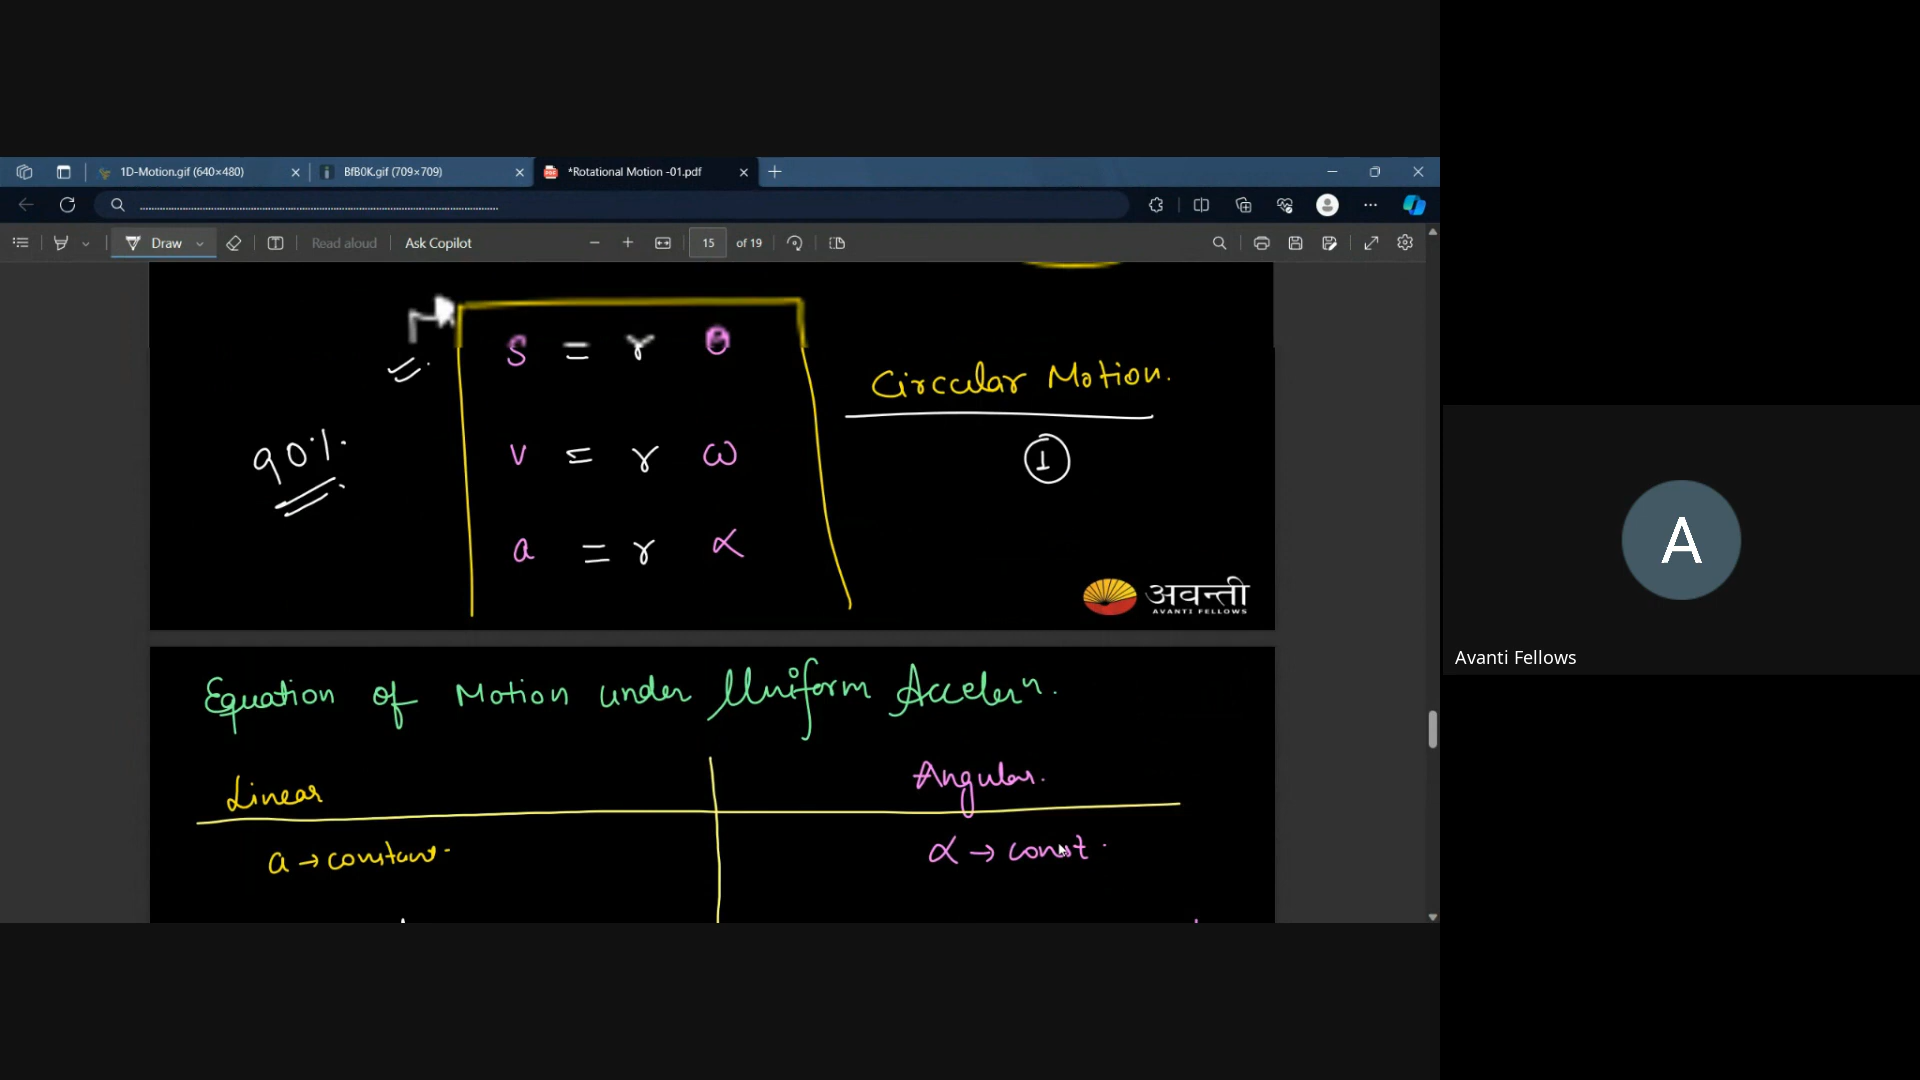 1D-Motion.gif (640×480)
BfB0K.gif (709×709)
*Rotational Motion -01.pdf
Draw
Read aloud
Ask Copilot
15 of 19
S = r θ
Circular Motion.
90%.
v = r ω
1
a = r α
अवन्ती
AVANTI FELLOWS
Equation of Motion under Uniform Accelerⁿ.
Linear
Angular.
a → constant.
α → const.
A
Avanti Fellows